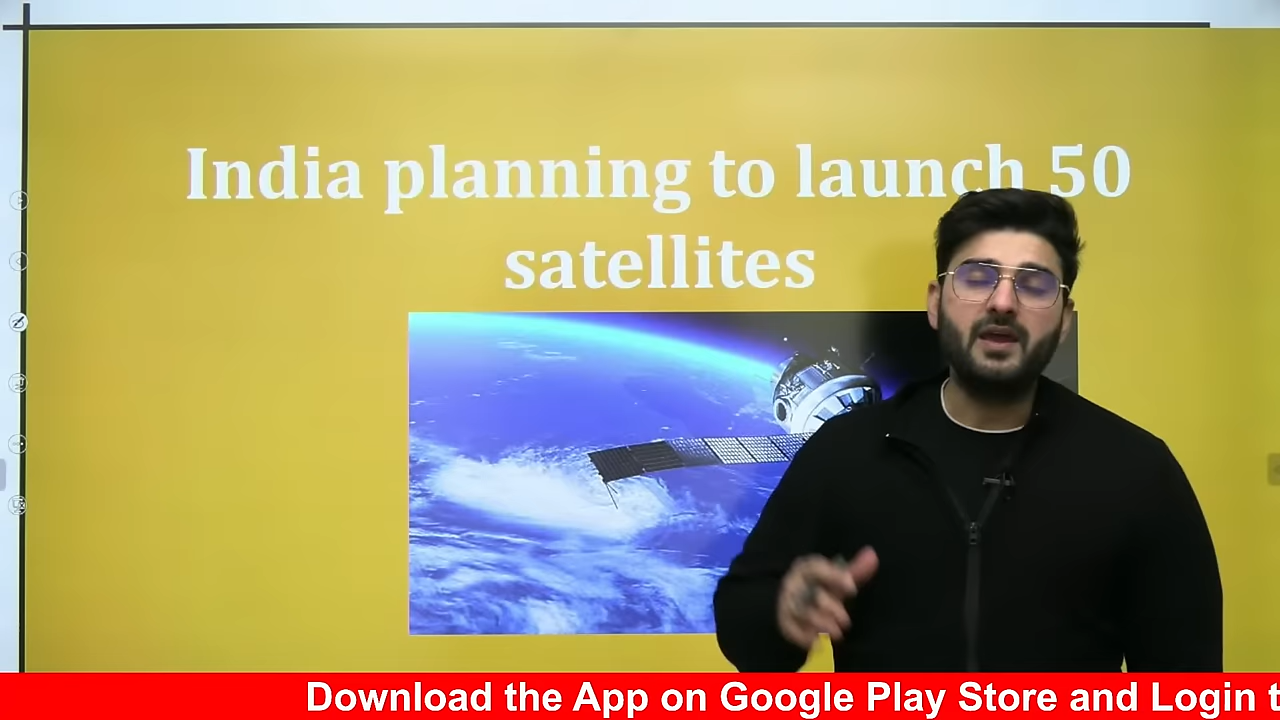 India planning to launch 50
satellites
Download the App on Google Play Store and Login t